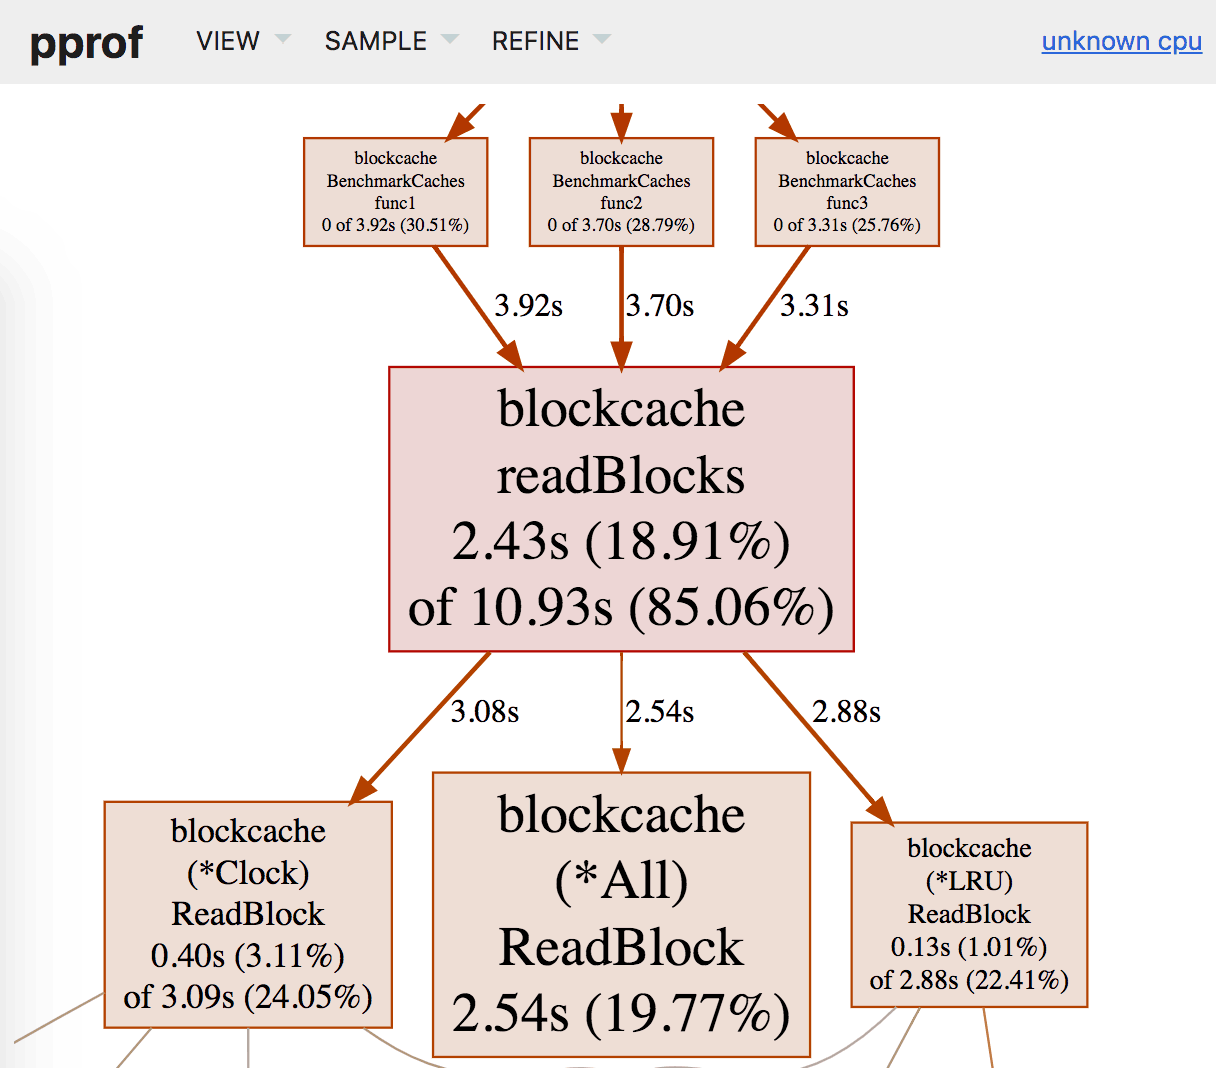 pprof VIEW SAMPLE REFINE unknown cpu
blockcache
BenchmarkCaches
func1
0 of 3.92s (30.51%)
blockcache
BenchmarkCaches
func2
0 of 3.70s (28.79%)
blockcache
BenchmarkCaches
func3
0 of 3.31s (25.76%)
3.92s
3.70s
3.31s
blockcache
readBlocks
2.43s (18.91%)
of 10.93s (85.06%)
3.08s
2.54s
2.88s
blockcache
(*Clock)
ReadBlock
0.40s (3.11%)
of 3.09s (24.05%)
blockcache
(*All)
ReadBlock
2.54s (19.77%)
blockcache
(*LRU)
ReadBlock
0.13s (1.01%)
of 2.88s (22.41%)